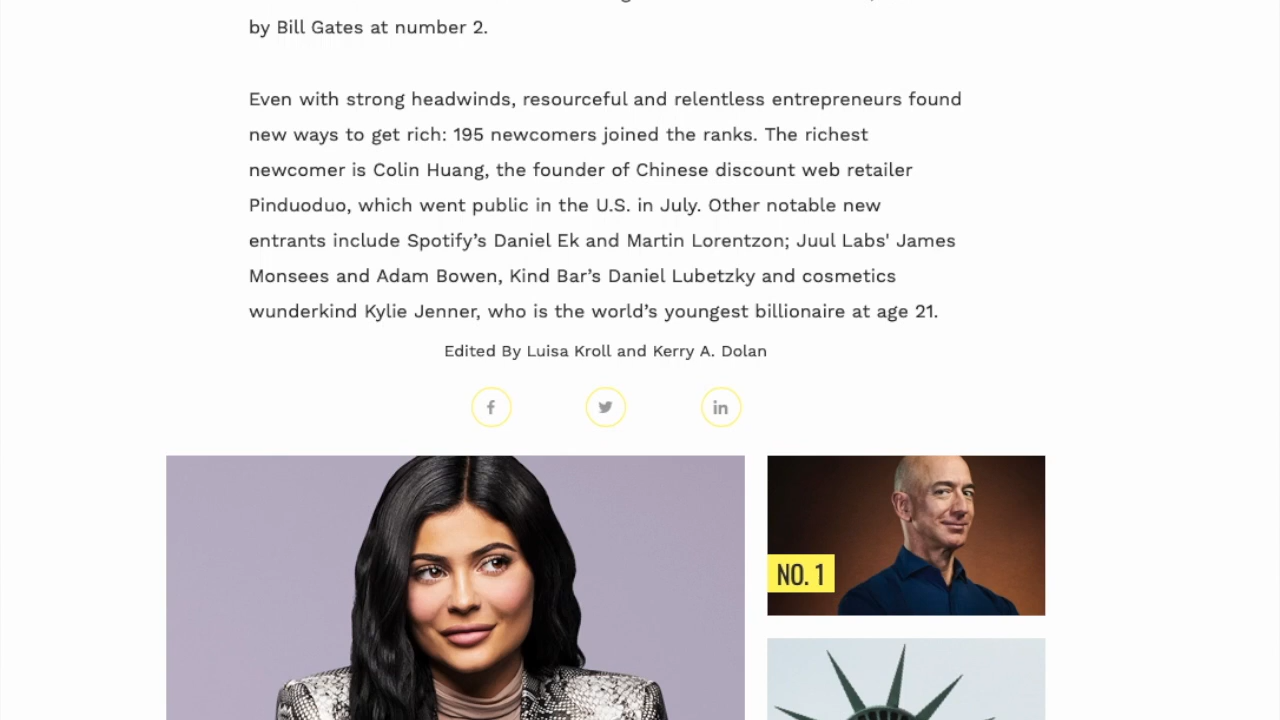 by Bill Gates at number 2.
Even with strong headwinds, resourceful and relentless entrepreneurs found
new ways to get rich: 195 newcomers joined the ranks. The richest
newcomer is Colin Huang, the founder of Chinese discount web retailer
Pinduoduo, which went public in the U.S. in July. Other notable new
entrants include Spotify’s Daniel Ek and Martin Lorentzon; Juul Labs' James
Monsees and Adam Bowen, Kind Bar’s Daniel Lubetzky and cosmetics
wunderkind Kylie Jenner, who is the world’s youngest billionaire at age 21.
Edited By Luisa Kroll and Kerry A. Dolan
f
in
NO. 1